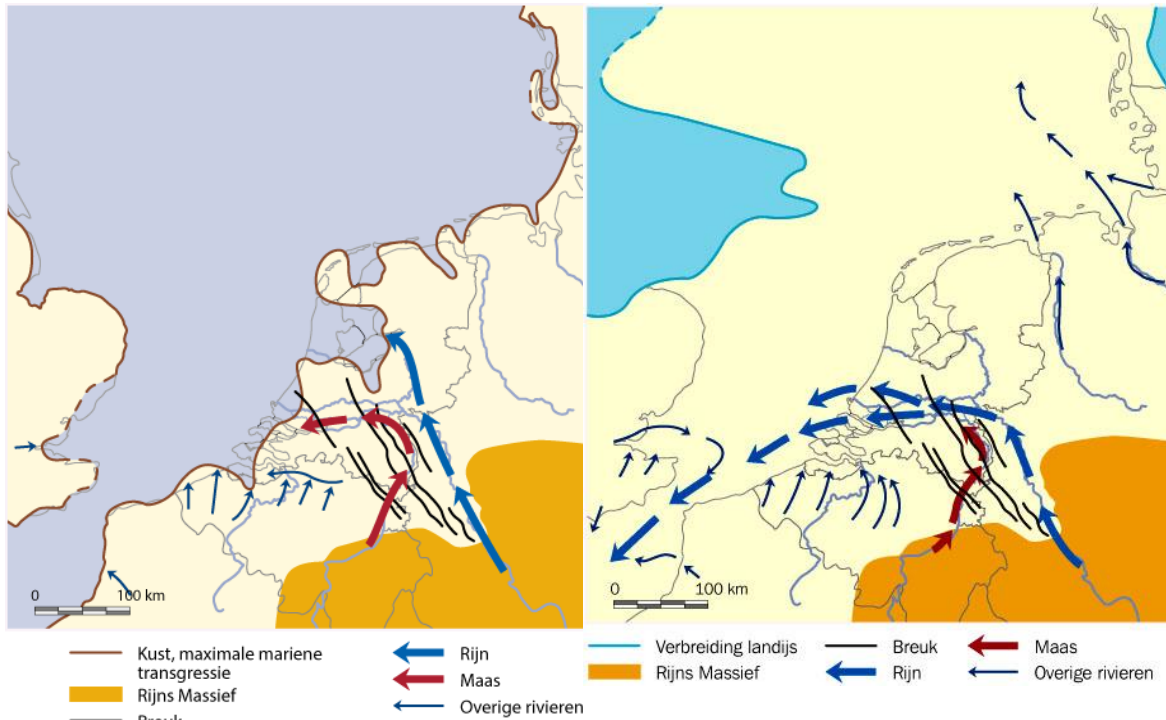 0 100 km
0 100 km
Kust, maximale mariene
transgressie
Rijns Massief
Breuk
Rijn
Maas
Overige rivieren
Verbreiding landijs
Rijns Massief
Breuk
Rijn
Maas
Overige rivieren